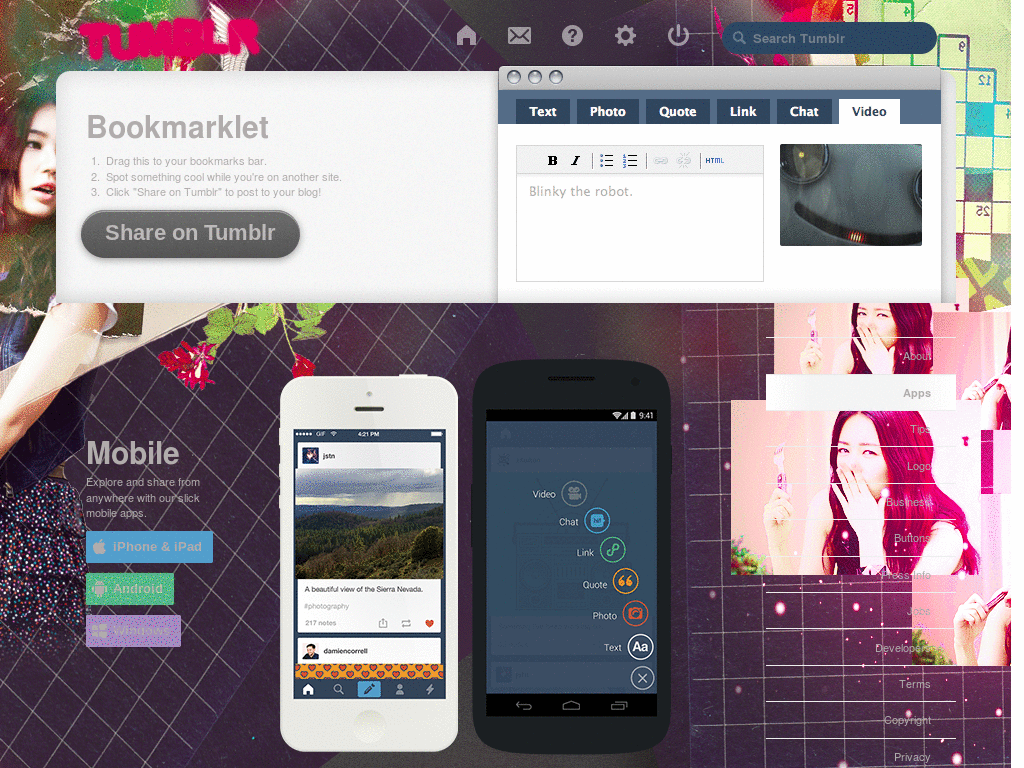 TUMBLR
Search Tumblr
9
12
25
Bookmarklet
1. Drag this to your bookmarks bar.
2. Spot something cool while you're on another site.
3. Click "Share on Tumblr" to post to your blog!
Share on Tumblr
Text Photo Quote Link Chat Video
B I HTML
Blinky the robot.
Mobile
Explore and share from
anywhere with our slick
mobile apps.
iPhone & iPad
Android
Windows
GIF 4:21 PM
jstn
A beautiful view of the Sierra Nevada.
#photography
217 notes
damiencorrell
9:41
Video
Chat
Link
Quote
Photo
Text Aa
About
Apps
Tips
Logo
Business
Buttons
Press Info
Jobs
Developers
Terms
Copyright
Privacy